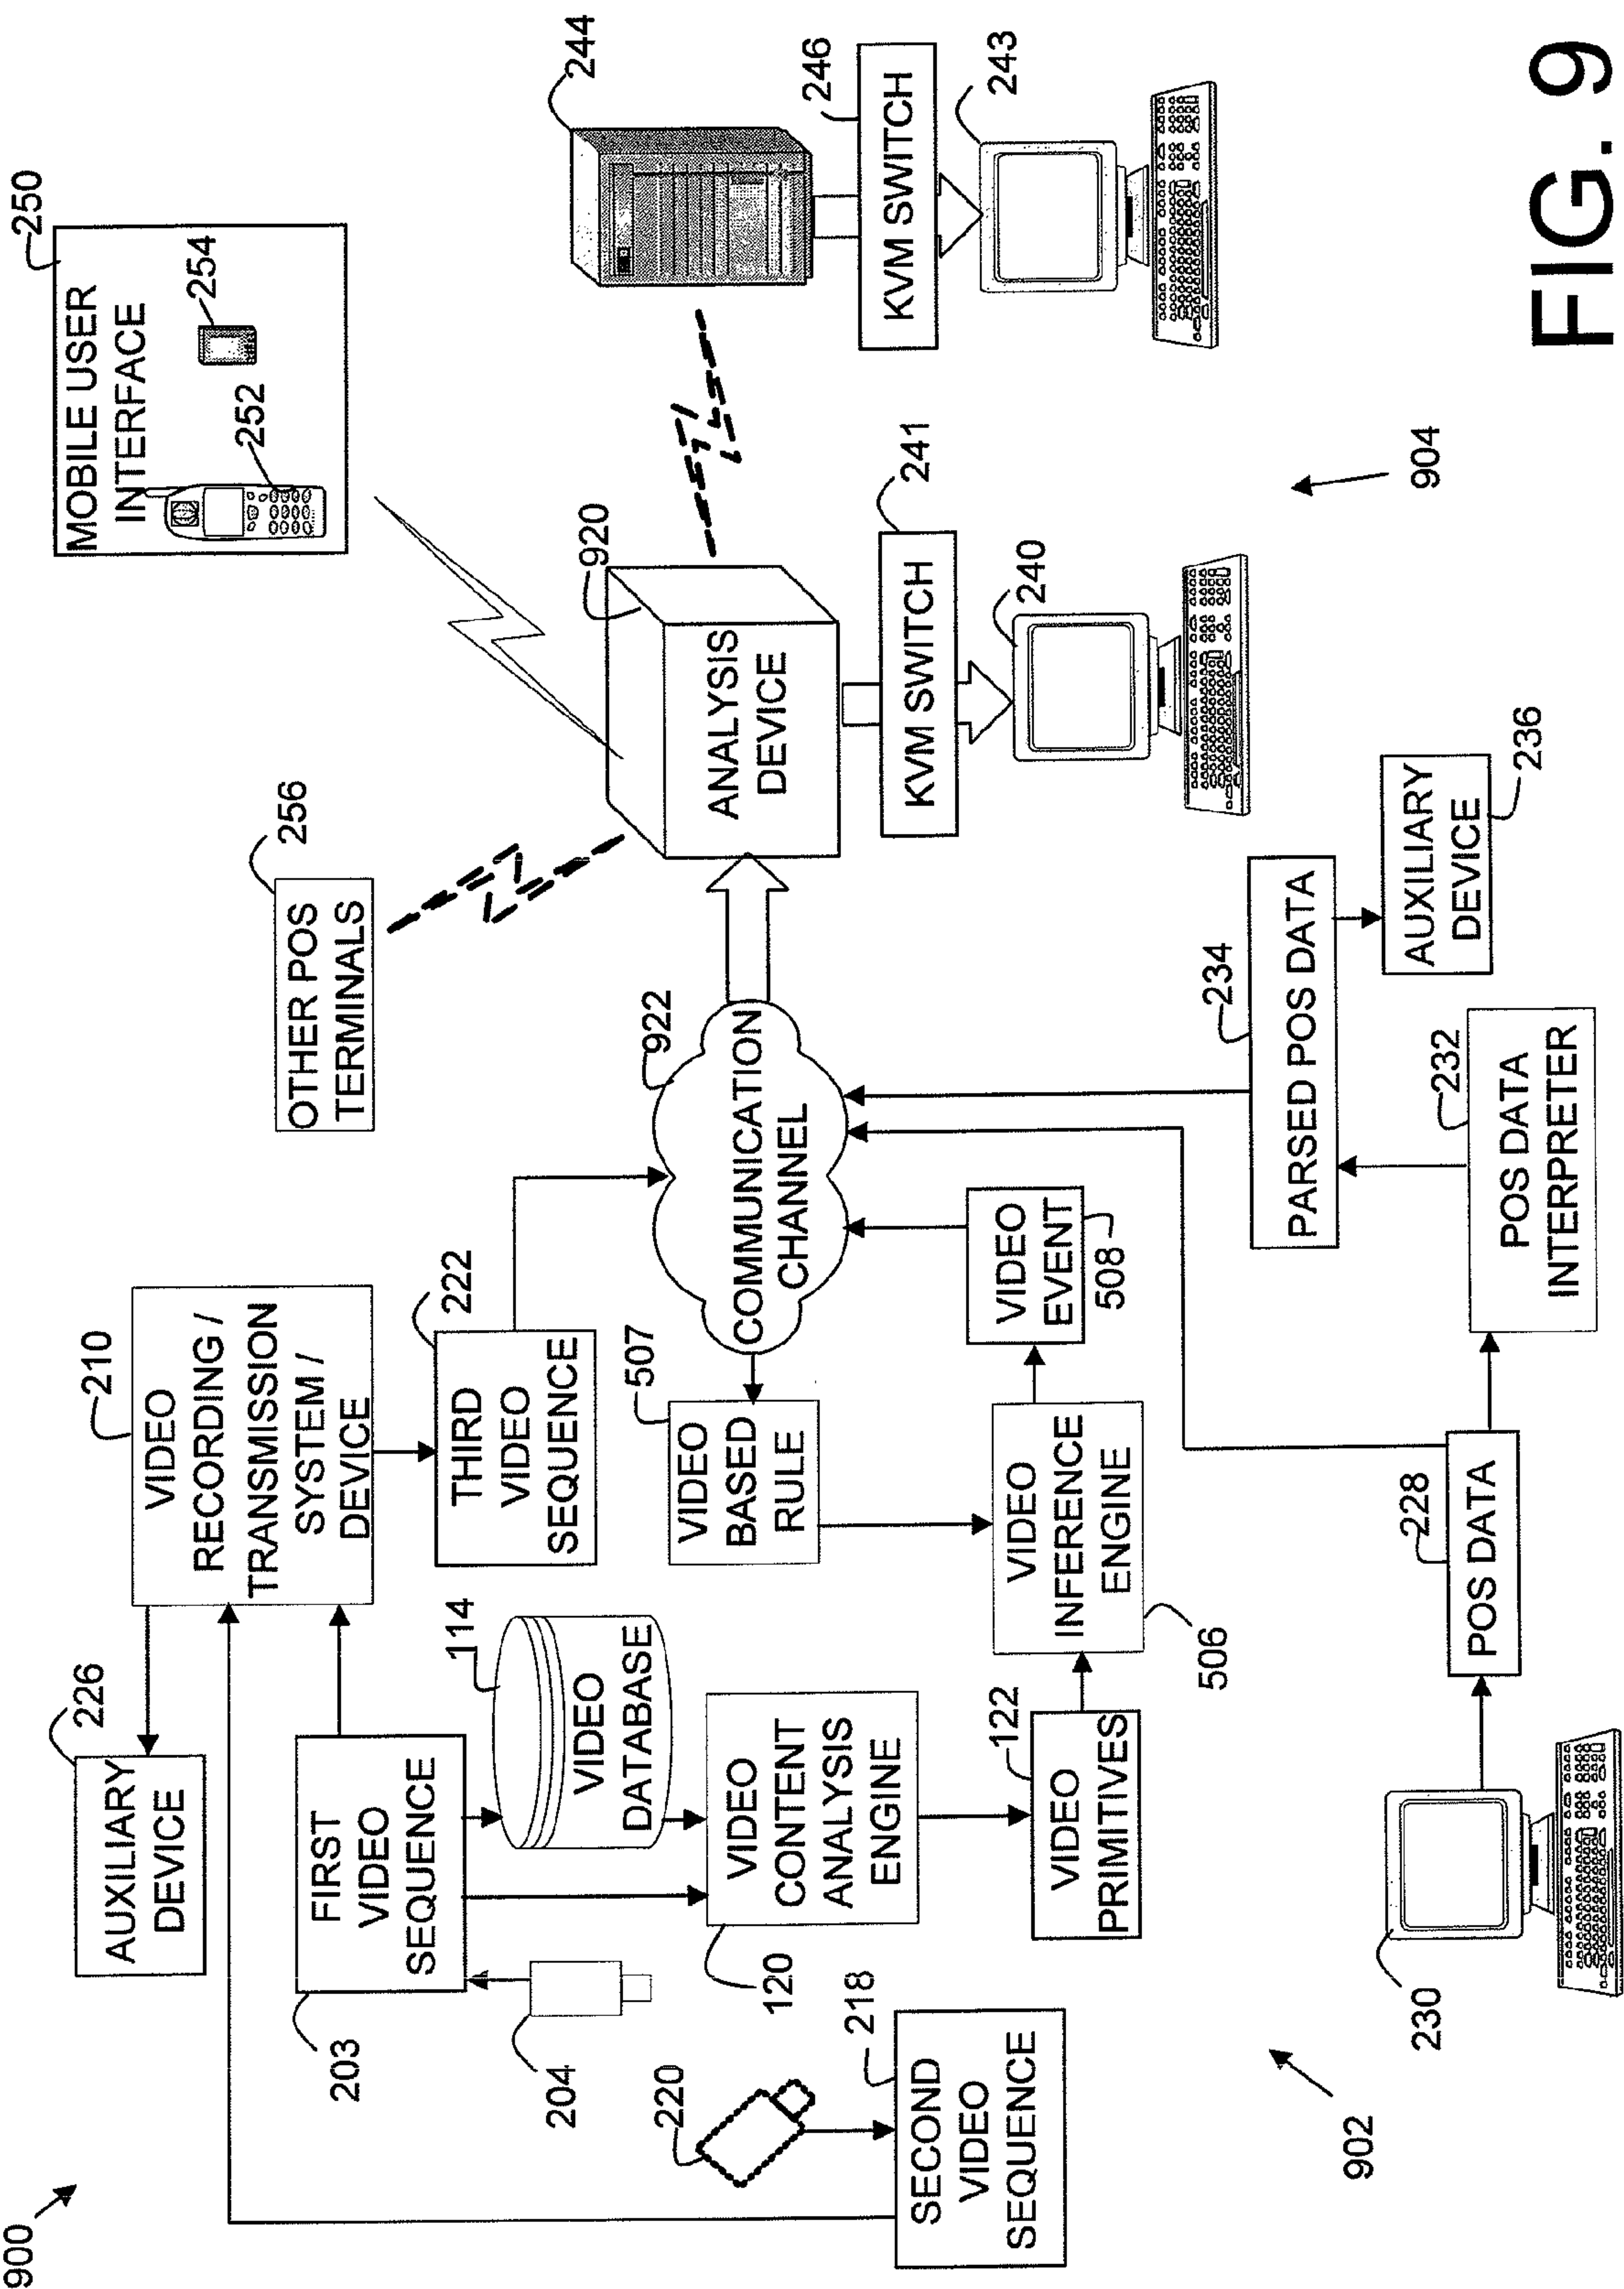 900
226
AUXILIARY
DEVICE
210
VIDEO
RECORDING /
TRANSMISSION
SYSTEM /
DEVICE
250
MOBILE USER
INTERFACE
254
252
203
FIRST
VIDEO
SEQUENCE
204
114
VIDEO
DATABASE
222
THIRD
VIDEO
SEQUENCE
256
OTHER POS
TERMINALS
244
220
120
VIDEO
CONTENT
ANALYSIS
ENGINE
507
VIDEO
BASED
RULE
922
COMMUNICATION
CHANNEL
920
ANALYSIS
DEVICE
246
KVM SWITCH
218
SECOND
VIDEO
SEQUENCE
122
VIDEO
PRIMITIVES
VIDEO
INFERENCE
ENGINE
506
VIDEO
EVENT
508
241
KVM SWITCH
240
243
902
904
230
228
POS DATA
234
PARSED POS DATA
232
POS DATA
INTERPRETER
AUXILIARY
DEVICE
236
FIG. 9